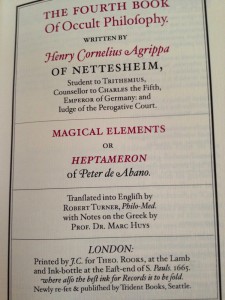 THE FOURTH BOOK
Of Occult Philosophy.
WRITTEN BY
Henry Cornelius Agrippa
OF NETTESHEIM,
Student to TRITHEMIUS,
Counsellor to CHARLES the Fifth,
EMPEROR of Germany: and
Iudge of the Perogative Court.
MAGICAL ELEMENTS
OR
HEPTAMERON
of Peter de Abano.
Tranſlated into Engliſh by
ROBERT TURNER, Philo-Med.
with Notes on the Greek by
PROF. DR. MARC HUYS
LONDON:
Printed by J.C. for THEO. ROOKS, at the Lamb
and Ink-bottle at the Eaſt-end of S. Pauls. 1665.
where alſo the beſt ink for Records is to be ſold.
Newly re-ſet & publiſhed by Trident Books, Seattle.